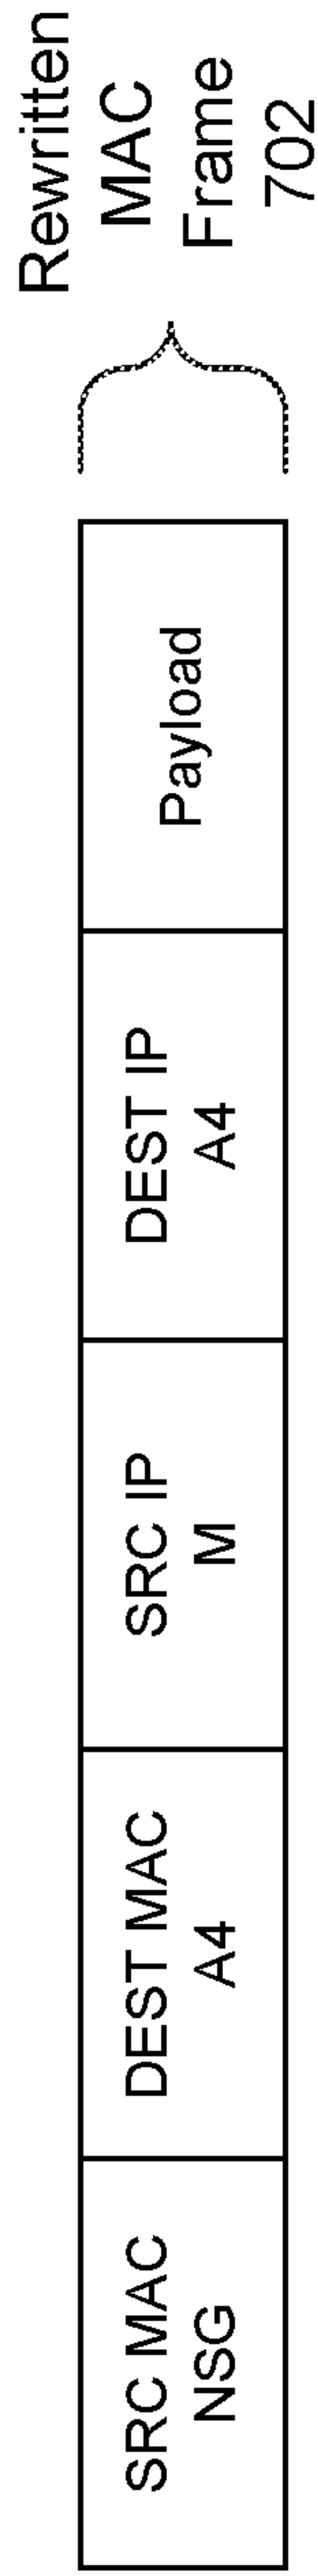 SRC MAC
NSG
DEST MAC
A4
SRC IP
M
DEST IP
A4
Payload
Rewritten
MAC
Frame
702